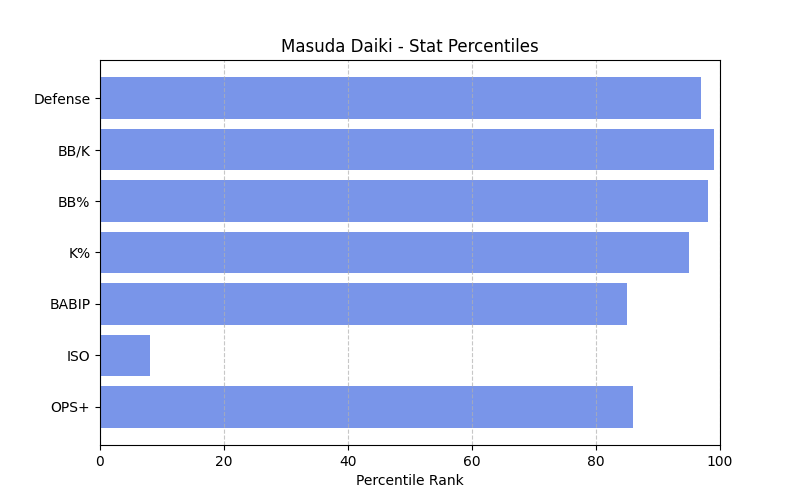 Masuda Daiki - Stat Percentiles
Defense
BB/K
BB%
K%
BABIP
ISO
OPS+
0 20 40 60 80 100
Percentile Rank